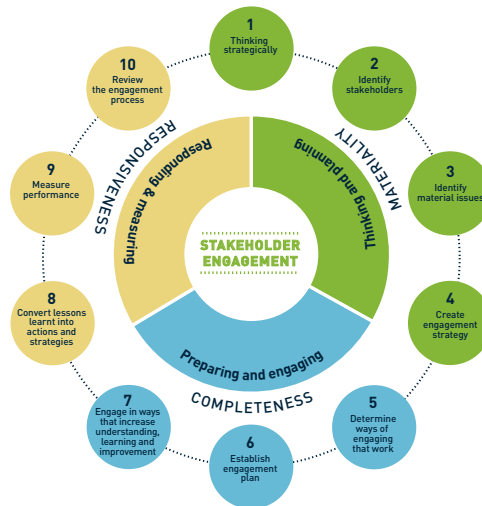 1
Thinking
strategically
2
Identify
stakeholders
3
Identify
material issues
4
Create
engagement
strategy
5
Determine
ways of
engaging
that work
6
Establish
engagement
plan
7
Engage in ways
that increase
understanding,
learning and
improvement
8
Convert lessons
learnt into
actions and
strategies
9
Measure
performance
10
Review
the engagement
process
RESPONSIVENESS
Responding & measuring
MATERIALITY
Thinking and planning
STAKEHOLDER
ENGAGEMENT
Preparing and engaging
COMPLETENESS